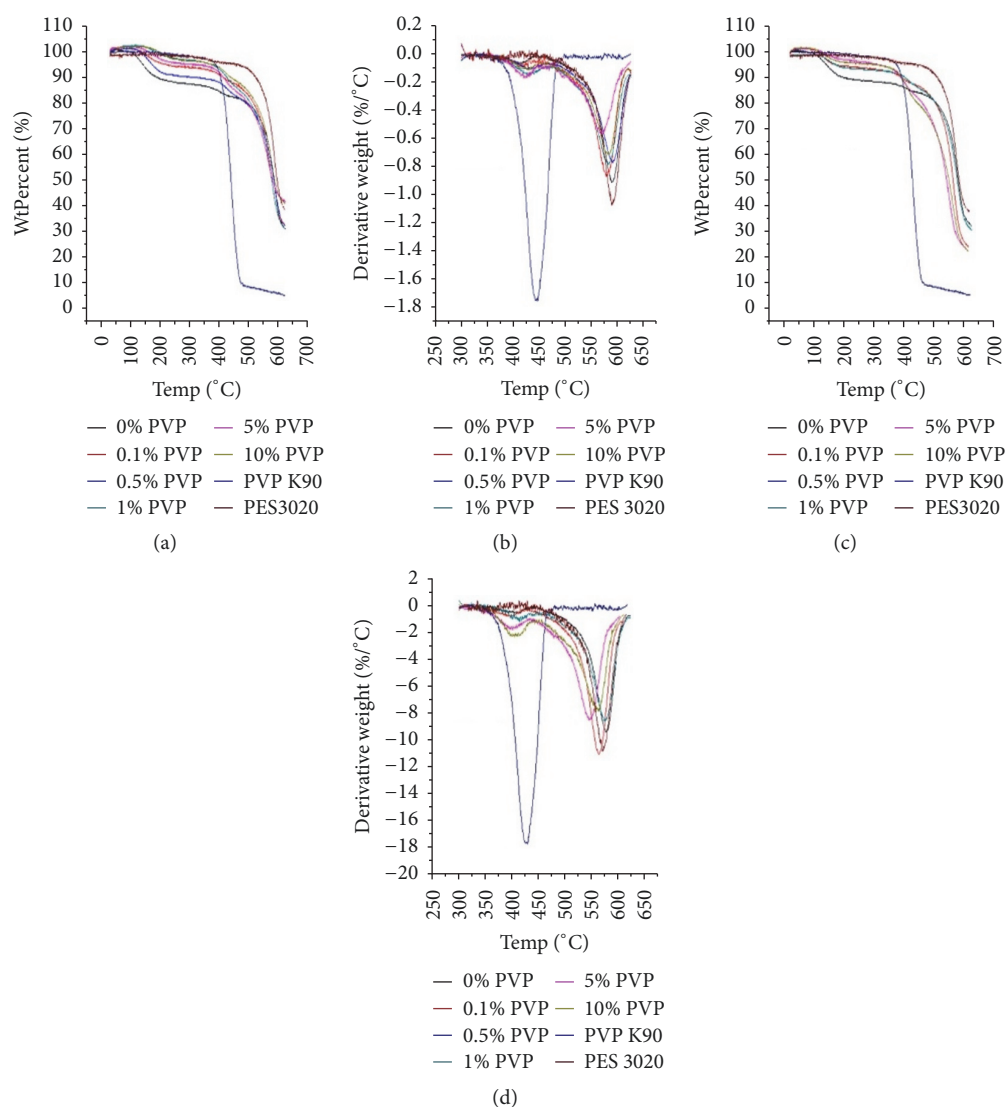 110
100
90
80
70
60
50
40
30
20
10
0
WtPercent (%)
0
100
200
300
400
500
600
700
Temp (°C)
0% PVP
5% PVP
0.1% PVP
10% PVP
0.5% PVP
PVP K90
1% PVP
PES3020
(a)
0.2
0.0
−0.2
−0.4
−0.6
−0.8
−1.0
−1.2
−1.4
−1.6
−1.8
Derivative weight (%/°C)
250
300
350
400
450
500
550
600
650
Temp (°C)
0% PVP
5% PVP
0.1% PVP
10% PVP
0.5% PVP
PVP K90
1% PVP
PES 3020
(b)
110
100
90
80
70
60
50
40
30
20
10
0
WtPercent (%)
0
100
200
300
400
500
600
700
Temp (°C)
0% PVP
5% PVP
0.1% PVP
10% PVP
0.5% PVP
PVP K90
1% PVP
PES3020
(c)
2
0
−2
−4
−6
−8
−10
−12
−14
−16
−18
−20
Derivative weight (%/°C)
250
300
350
400
450
500
550
600
650
Temp (°C)
0% PVP
5% PVP
0.1% PVP
10% PVP
0.5% PVP
PVP K90
1% PVP
PES 3020
(d)